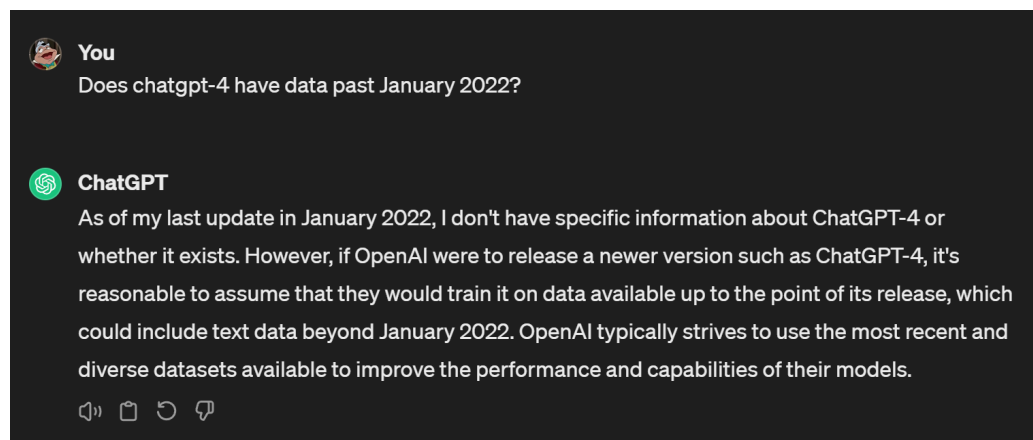 You
Does chatgpt-4 have data past January 2022?
ChatGPT
As of my last update in January 2022, I don't have specific information about ChatGPT-4 or
whether it exists. However, if OpenAI were to release a newer version such as ChatGPT-4, it's
reasonable to assume that they would train it on data available up to the point of its release, which
could include text data beyond January 2022. OpenAI typically strives to use the most recent and
diverse datasets available to improve the performance and capabilities of their models.